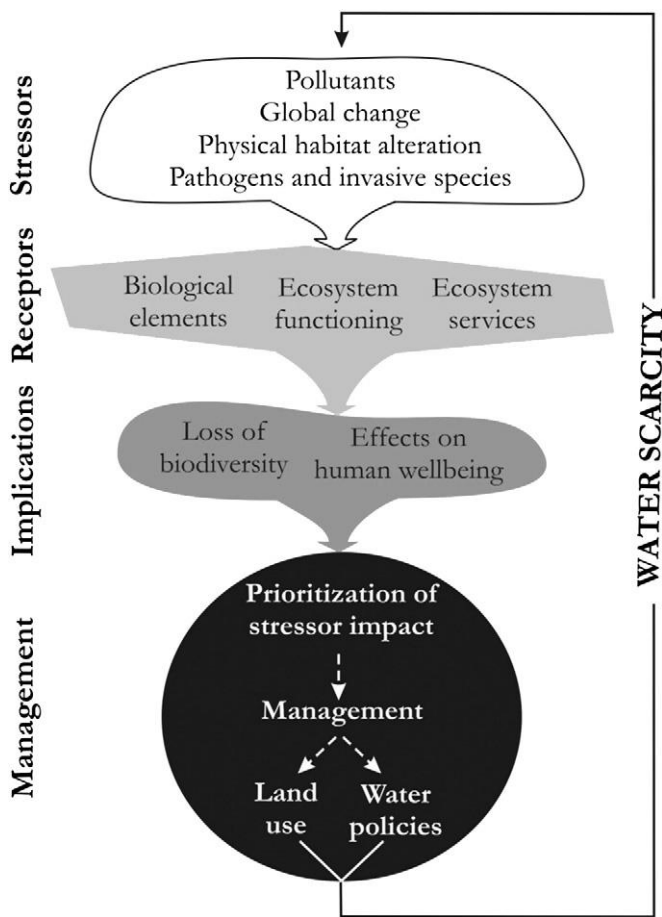 Stressors
Pollutants
Global change
Physical habitat alteration
Pathogens and invasive species
Receptors
Biological
elements
Ecosystem
functioning
Ecosystem
services
Implications
Loss of
biodiversity
Effects on
human wellbeing
Management
Prioritization of
stressor impact
Management
Land
use
Water
policies
WATER SCARCITY